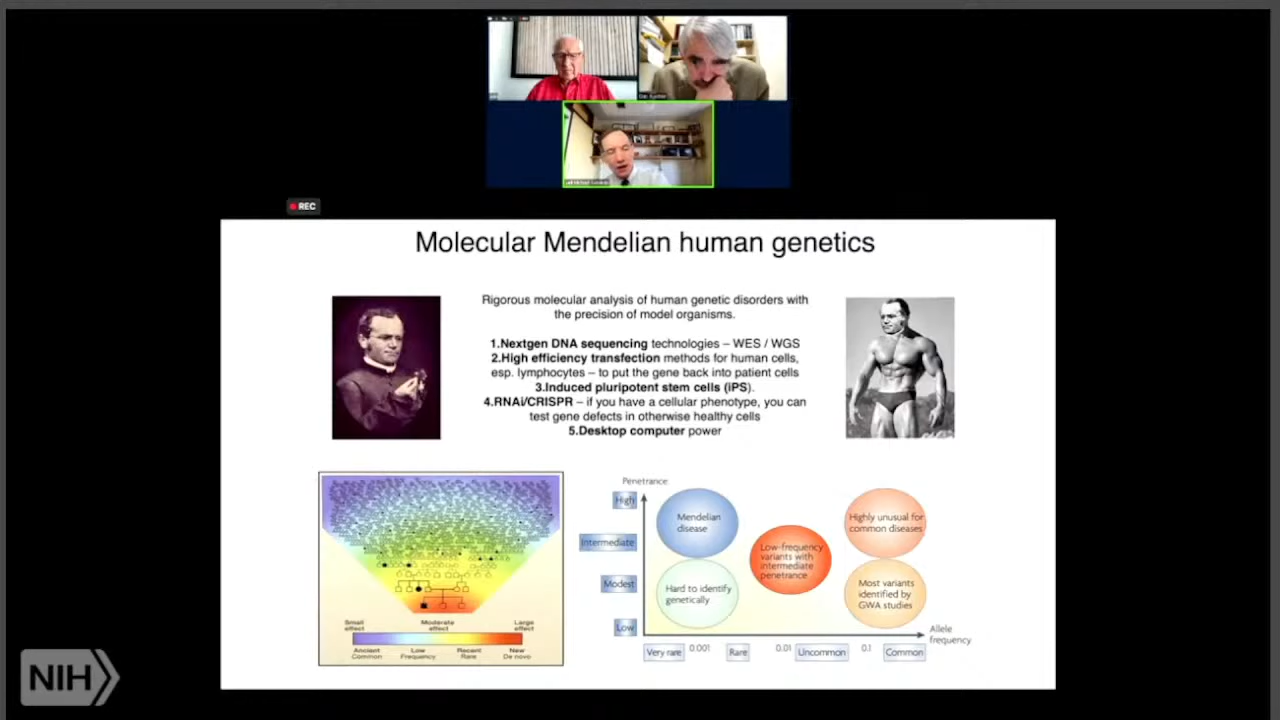 REC
Molecular Mendelian human genetics
Rigorous molecular analysis of human genetic disorders with
the precision of model organisms.
1.Nextgen DNA sequencing technologies – WES / WGS
2.High efficiency transfection methods for human cells,
esp. lymphocytes – to put the gene back into patient cells
3.Induced pluripotent stem cells (iPS).
4.RNAi/CRISPR – if you have a cellular phenotype, you can
test gene defects in otherwise healthy cells
5.Desktop computer power
Small effect
Moderate effect
Large effect
Ancient Common
Low Frequency
Recent Rare
New De novo
Penetrance
High
Intermediate
Modest
Low
Mendelian
disease
Hard to identify
genetically
Low-frequency
variants with
intermediate
penetrance
Highly unusual for
common diseases
Most variants
identified by
GWA studies
Allele
frequency
Very rare
0.001
Rare
0.01
Uncommon
0.1
Common
NIH